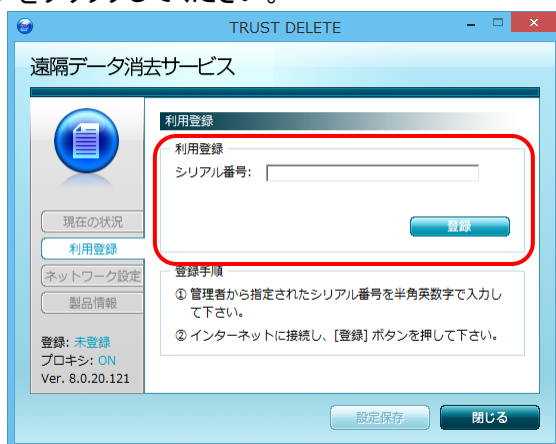 をクリックしてください。
TRUST DELETE
遠隔データ消去サービス
利用登録
利用登録
シリアル番号:
登録
現在の状況
利用登録
ネットワーク設定
製品情報
登録: 未登録
プロキシ: ON
Ver. 8.0.20.121
登録手順
① 管理者から指定されたシリアル番号を半角英数字で入力し
て下さい。
② インターネットに接続し、[登録] ボタンを押して下さい。
設定保存
閉じる